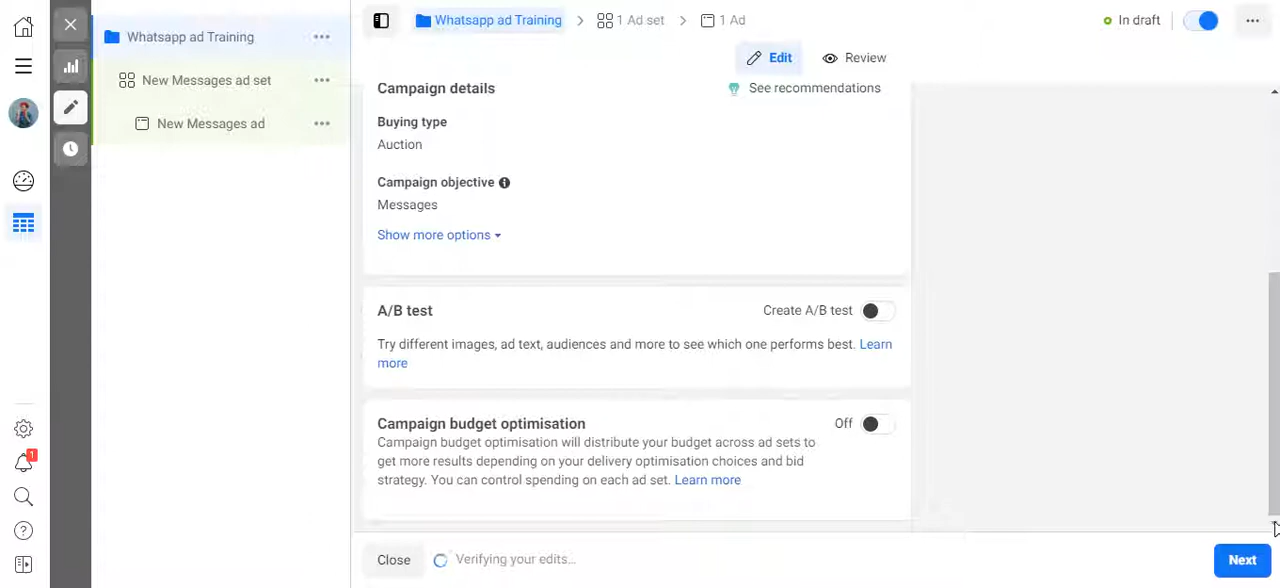 Whatsapp ad Training
New Messages ad set
New Messages ad
Whatsapp ad Training
1 Ad set
1 Ad
In draft
Edit
Review
Campaign details
See recommendations
Buying type
Auction
Campaign objective
Messages
Show more options
A/B test
Create A/B test
Try different images, ad text, audiences and more to see which one performs best. Learn
more
Campaign budget optimisation
Off
Campaign budget optimisation will distribute your budget across ad sets to
get more results depending on your delivery optimisation choices and bid
strategy. You can control spending on each ad set. Learn more
1
Close
Verifying your edits...
Next